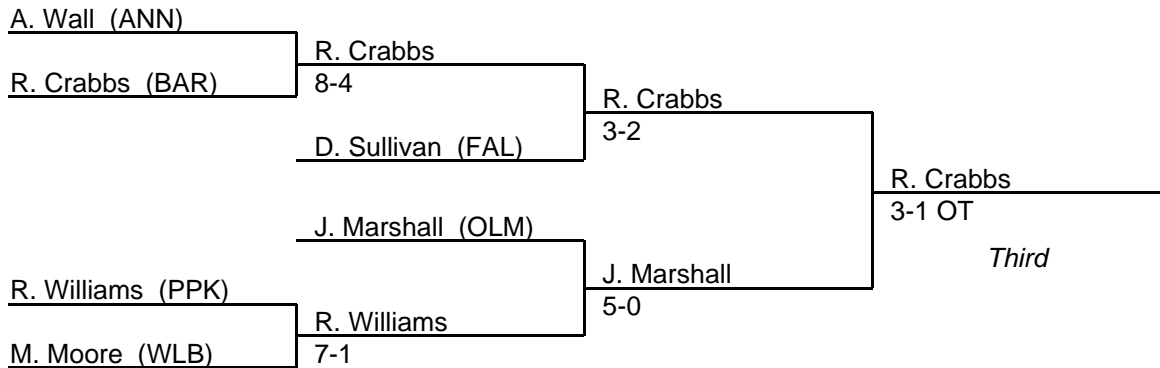 A. Wall (ANN)
R. Crabbs
R. Crabbs (BAR)
8-4
R. Crabbs
3-2
D. Sullivan (FAL)
R. Crabbs
3-1 OT
J. Marshall (OLM)
Third
J. Marshall
R. Williams (PPK)
5-0
R. Williams
M. Moore (WLB)
7-1